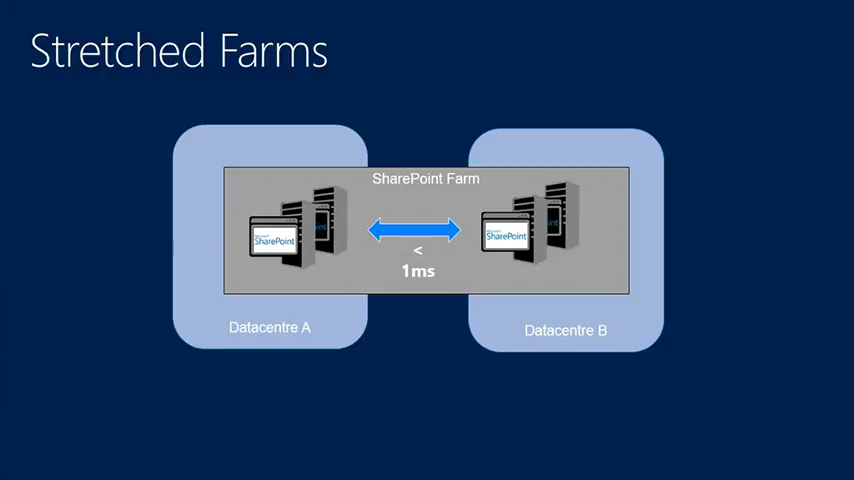 Stretched Farms
SharePoint Farm
SharePoint
SharePoint
<
1ms
Datacentre A
Datacentre B